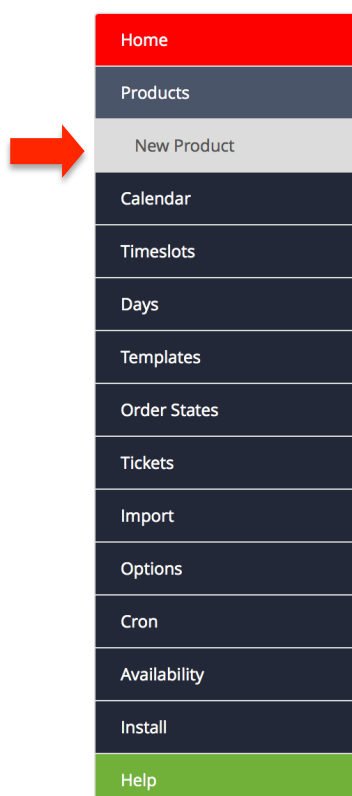 Home
Products
New Product
Calendar
Timeslots
Days
Templates
Order States
Tickets
Import
Options
Cron
Availability
Install
Help